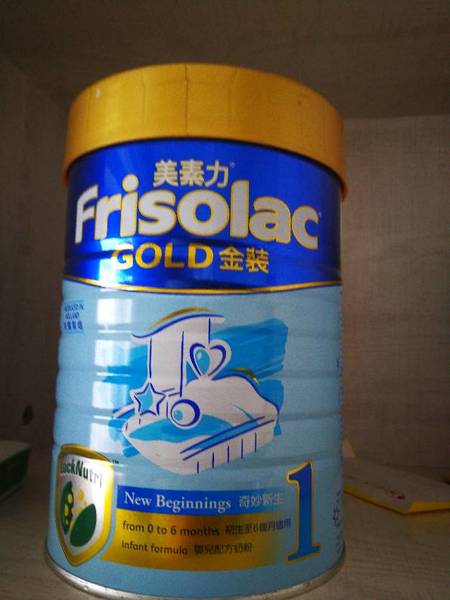 美素力
Frisolac
GOLD 金裝
New Beginnings 奇妙新生
1
from 0 to 6 months 初生至6個月適用
infant formula 嬰兒配方奶粉
LockNutri